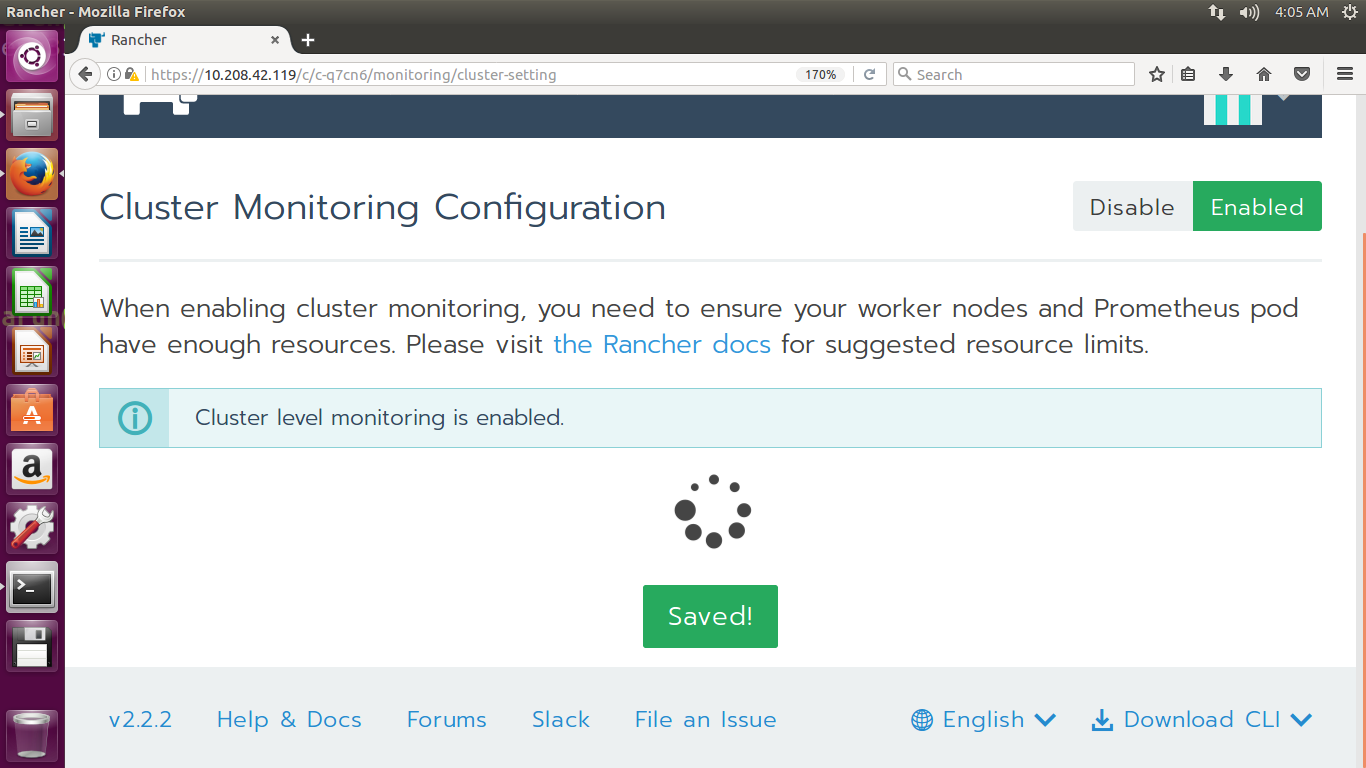 Rancher - Mozilla Firefox
4:05 AM
Rancher
https://10.208.42.119/c/c-q7cn6/monitoring/cluster-setting
170%
Search
Cluster Monitoring Configuration
Disable
Enabled
When enabling cluster monitoring, you need to ensure your worker nodes and Prometheus pod
have enough resources. Please visit the Rancher docs for suggested resource limits.
Cluster level monitoring is enabled.
Saved!
v2.2.2
Help & Docs
Forums
Slack
File an Issue
English
Download CLI